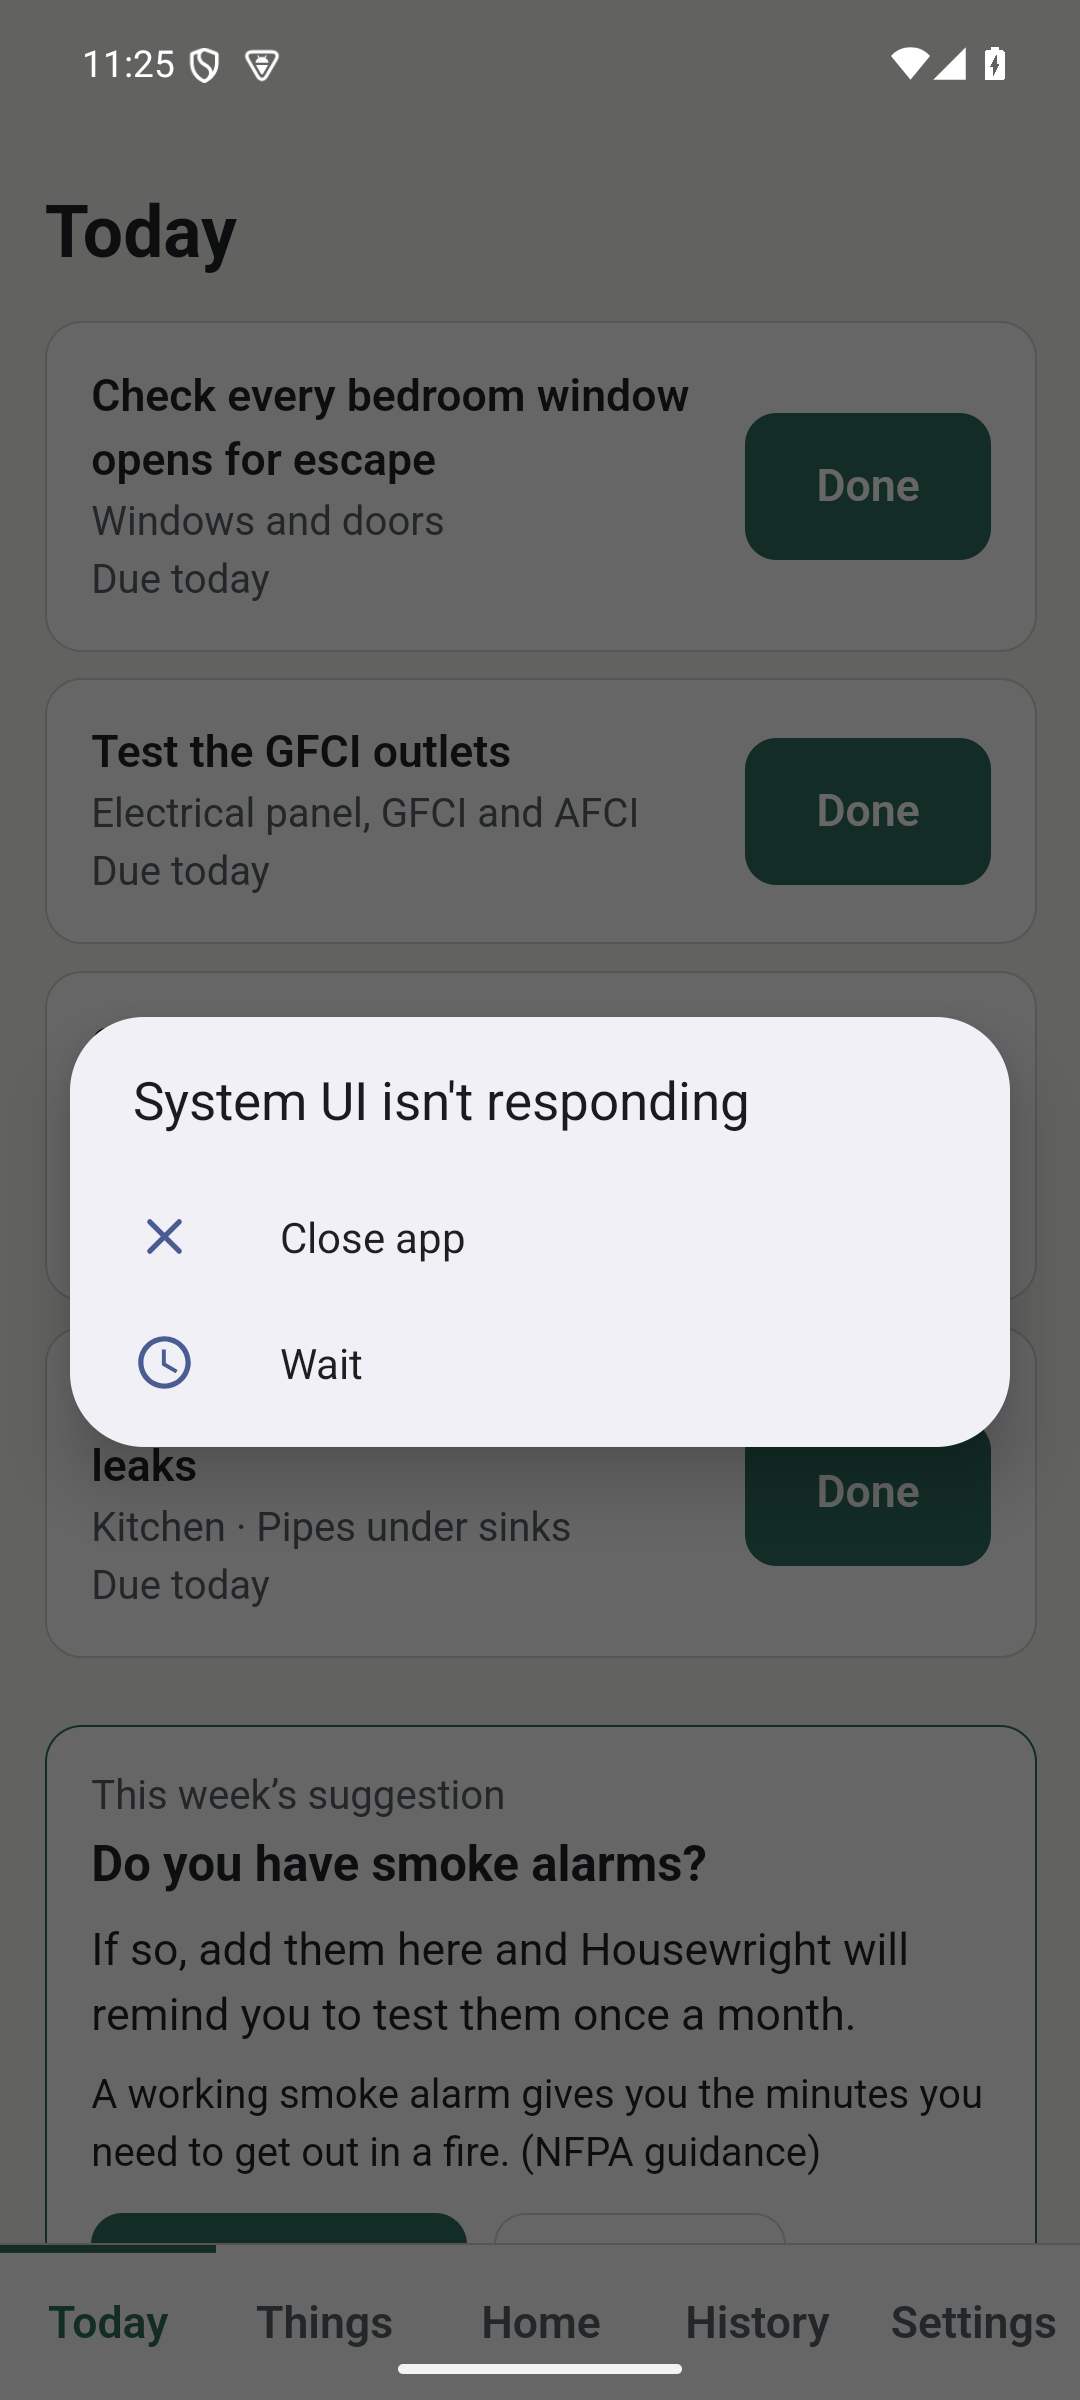 11:25
Today
Check every bedroom window
opens for escape
Windows and doors
Due today
Done
Test the GFCI outlets
Electrical panel, GFCI and AFCI
Due today
Done
System UI isn't responding
Close app
Wait
leaks
Kitchen · Pipes under sinks
Due today
Done
This week’s suggestion
Do you have smoke alarms?
If so, add them here and Housewright will
remind you to test them once a month.
A working smoke alarm gives you the minutes you
need to get out in a fire. (NFPA guidance)
Today
Things
Home
History
Settings